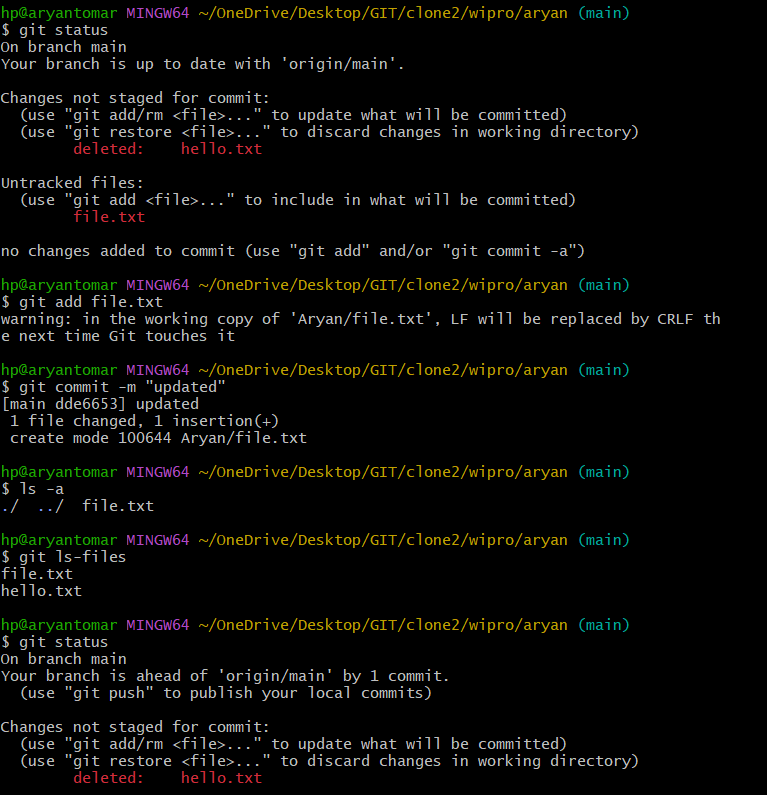 hp@aryantomar MINGW64 ~/OneDrive/Desktop/GIT/clone2/wipro/aryan (main)
$ git status
On branch main
Your branch is up to date with 'origin/main'.

Changes not staged for commit:
  (use "git add/rm <file>..." to update what will be committed)
  (use "git restore <file>..." to discard changes in working directory)
        deleted:    hello.txt

Untracked files:
  (use "git add <file>..." to include in what will be committed)
        file.txt

no changes added to commit (use "git add" and/or "git commit -a")

hp@aryantomar MINGW64 ~/OneDrive/Desktop/GIT/clone2/wipro/aryan (main)
$ git add file.txt
warning: in the working copy of 'Aryan/file.txt', LF will be replaced by CRLF th
e next time Git touches it

hp@aryantomar MINGW64 ~/OneDrive/Desktop/GIT/clone2/wipro/aryan (main)
$ git commit -m "updated"
[main dde6653] updated
 1 file changed, 1 insertion(+)
 create mode 100644 Aryan/file.txt

hp@aryantomar MINGW64 ~/OneDrive/Desktop/GIT/clone2/wipro/aryan (main)
$ ls -a
./  ../  file.txt

hp@aryantomar MINGW64 ~/OneDrive/Desktop/GIT/clone2/wipro/aryan (main)
$ git ls-files
file.txt
hello.txt

hp@aryantomar MINGW64 ~/OneDrive/Desktop/GIT/clone2/wipro/aryan (main)
$ git status
On branch main
Your branch is ahead of 'origin/main' by 1 commit.
  (use "git push" to publish your local commits)

Changes not staged for commit:
  (use "git add/rm <file>..." to update what will be committed)
  (use "git restore <file>..." to discard changes in working directory)
        deleted:    hello.txt